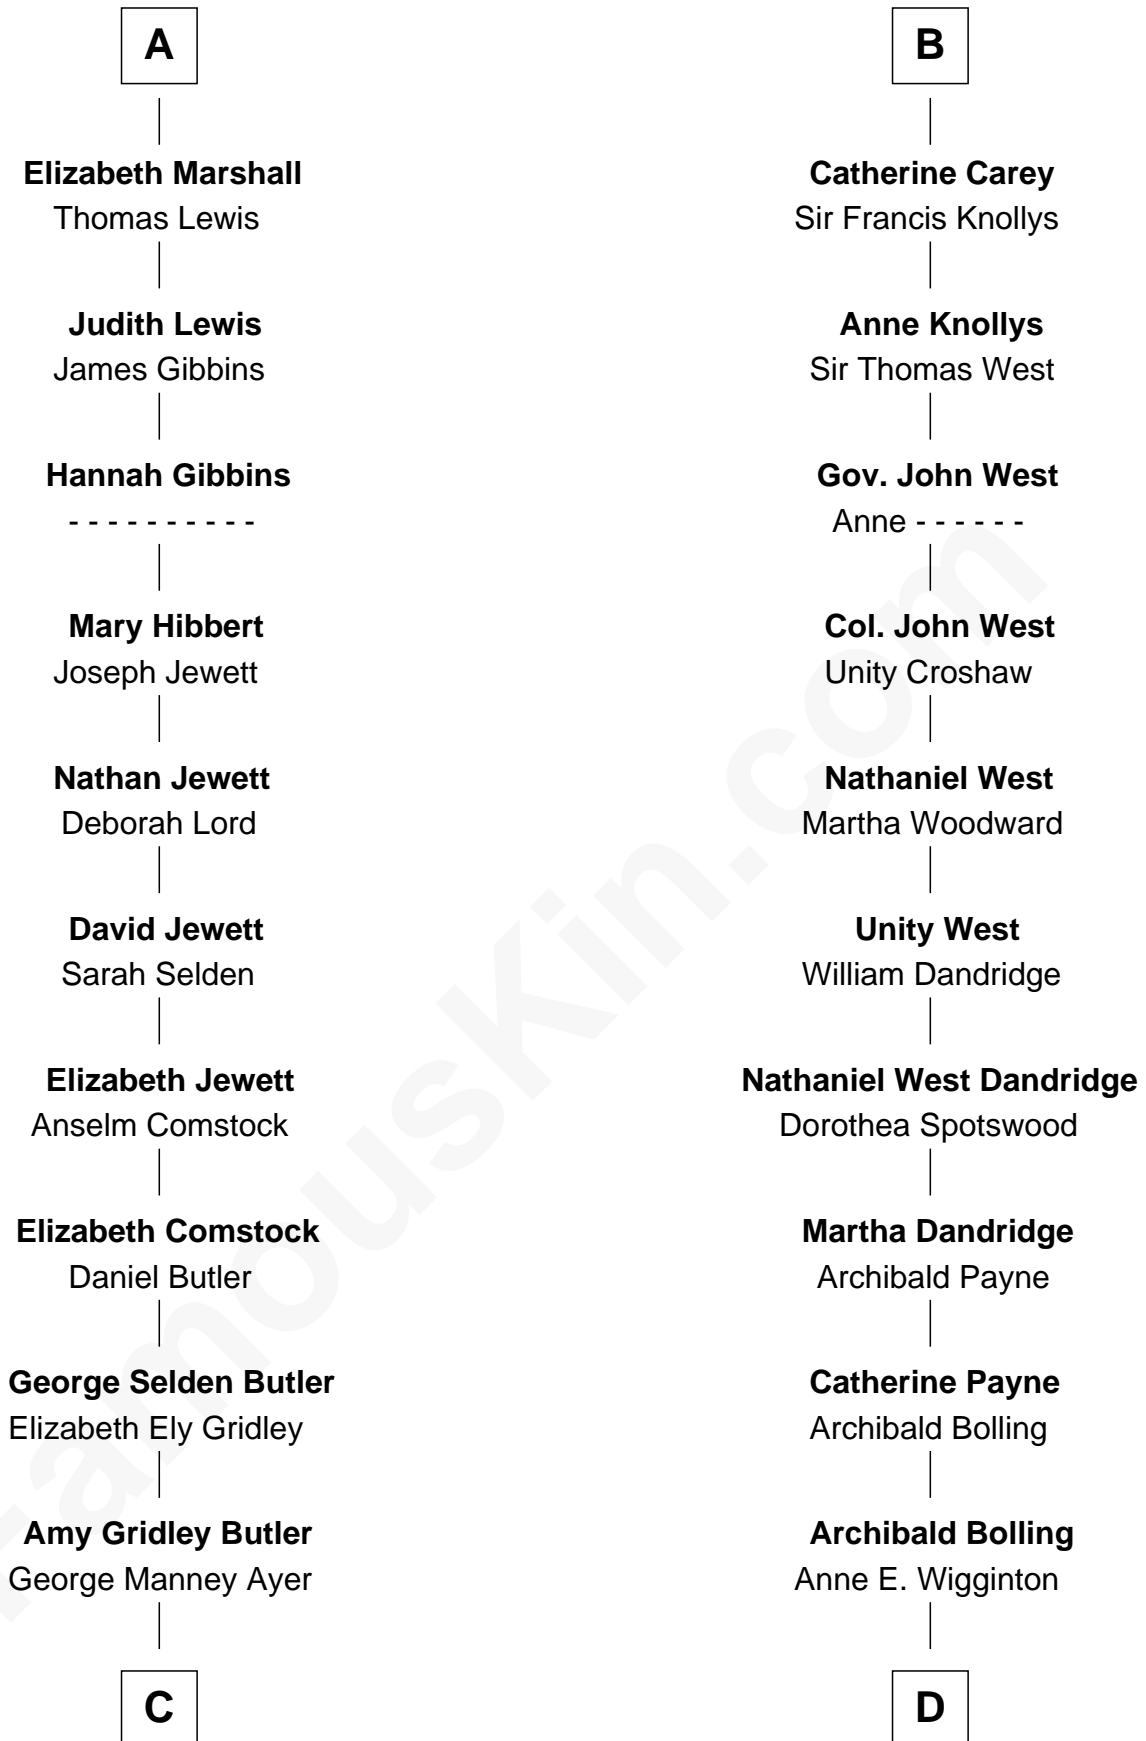 A
Elizabeth Marshall
Thomas Lewis
Judith Lewis
James Gibbins
Hannah Gibbins
- - - - - - - - - -
Mary Hibbert
Joseph Jewett
Nathan Jewett
Deborah Lord
David Jewett
Sarah Selden
Elizabeth Jewett
Anselm Comstock
Elizabeth Comstock
Daniel Butler
George Selden Butler
Elizabeth Ely Gridley
Amy Gridley Butler
George Manney Ayer
C
B
Catherine Carey
Sir Francis Knollys
Anne Knollys
Sir Thomas West
Gov. John West
Anne - - - - - -
Col. John West
Unity Croshaw
Nathaniel West
Martha Woodward
Unity West
William Dandridge
Nathaniel West Dandridge
Dorothea Spotswood
Martha Dandridge
Archibald Payne
Catherine Payne
Archibald Bolling
Archibald Bolling
Anne E. Wigginton
D
FamousKin.com